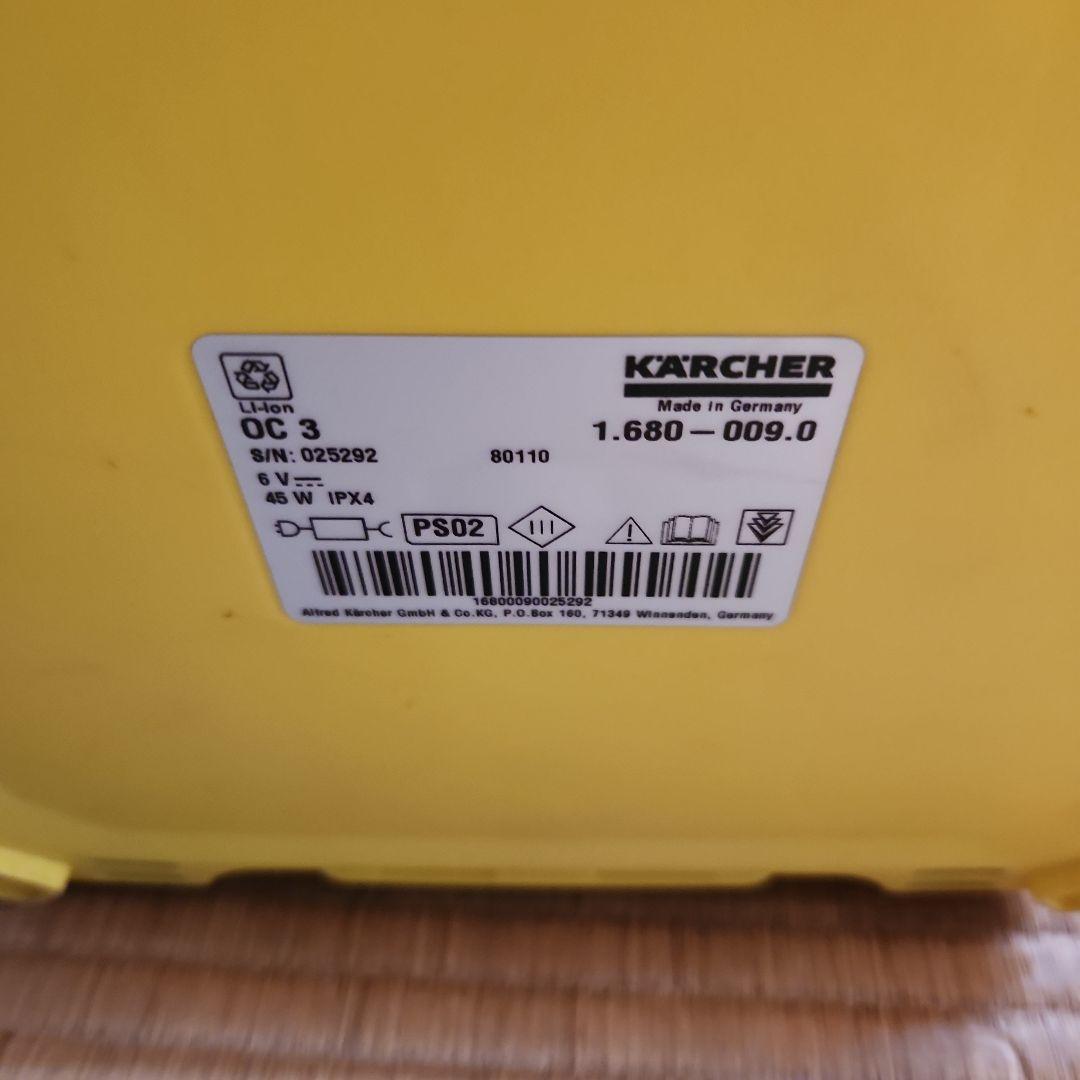 KÄRCHER
Made in Germany
Li-Ion
OC 3
1.680-009.0
S/N: 025292
80110
6 V
45 W IPX4
PS02
16800090025292
Alfred Kärcher GmbH & Co.KG, P.O.Box 160, 71349 Winnenden, Germany